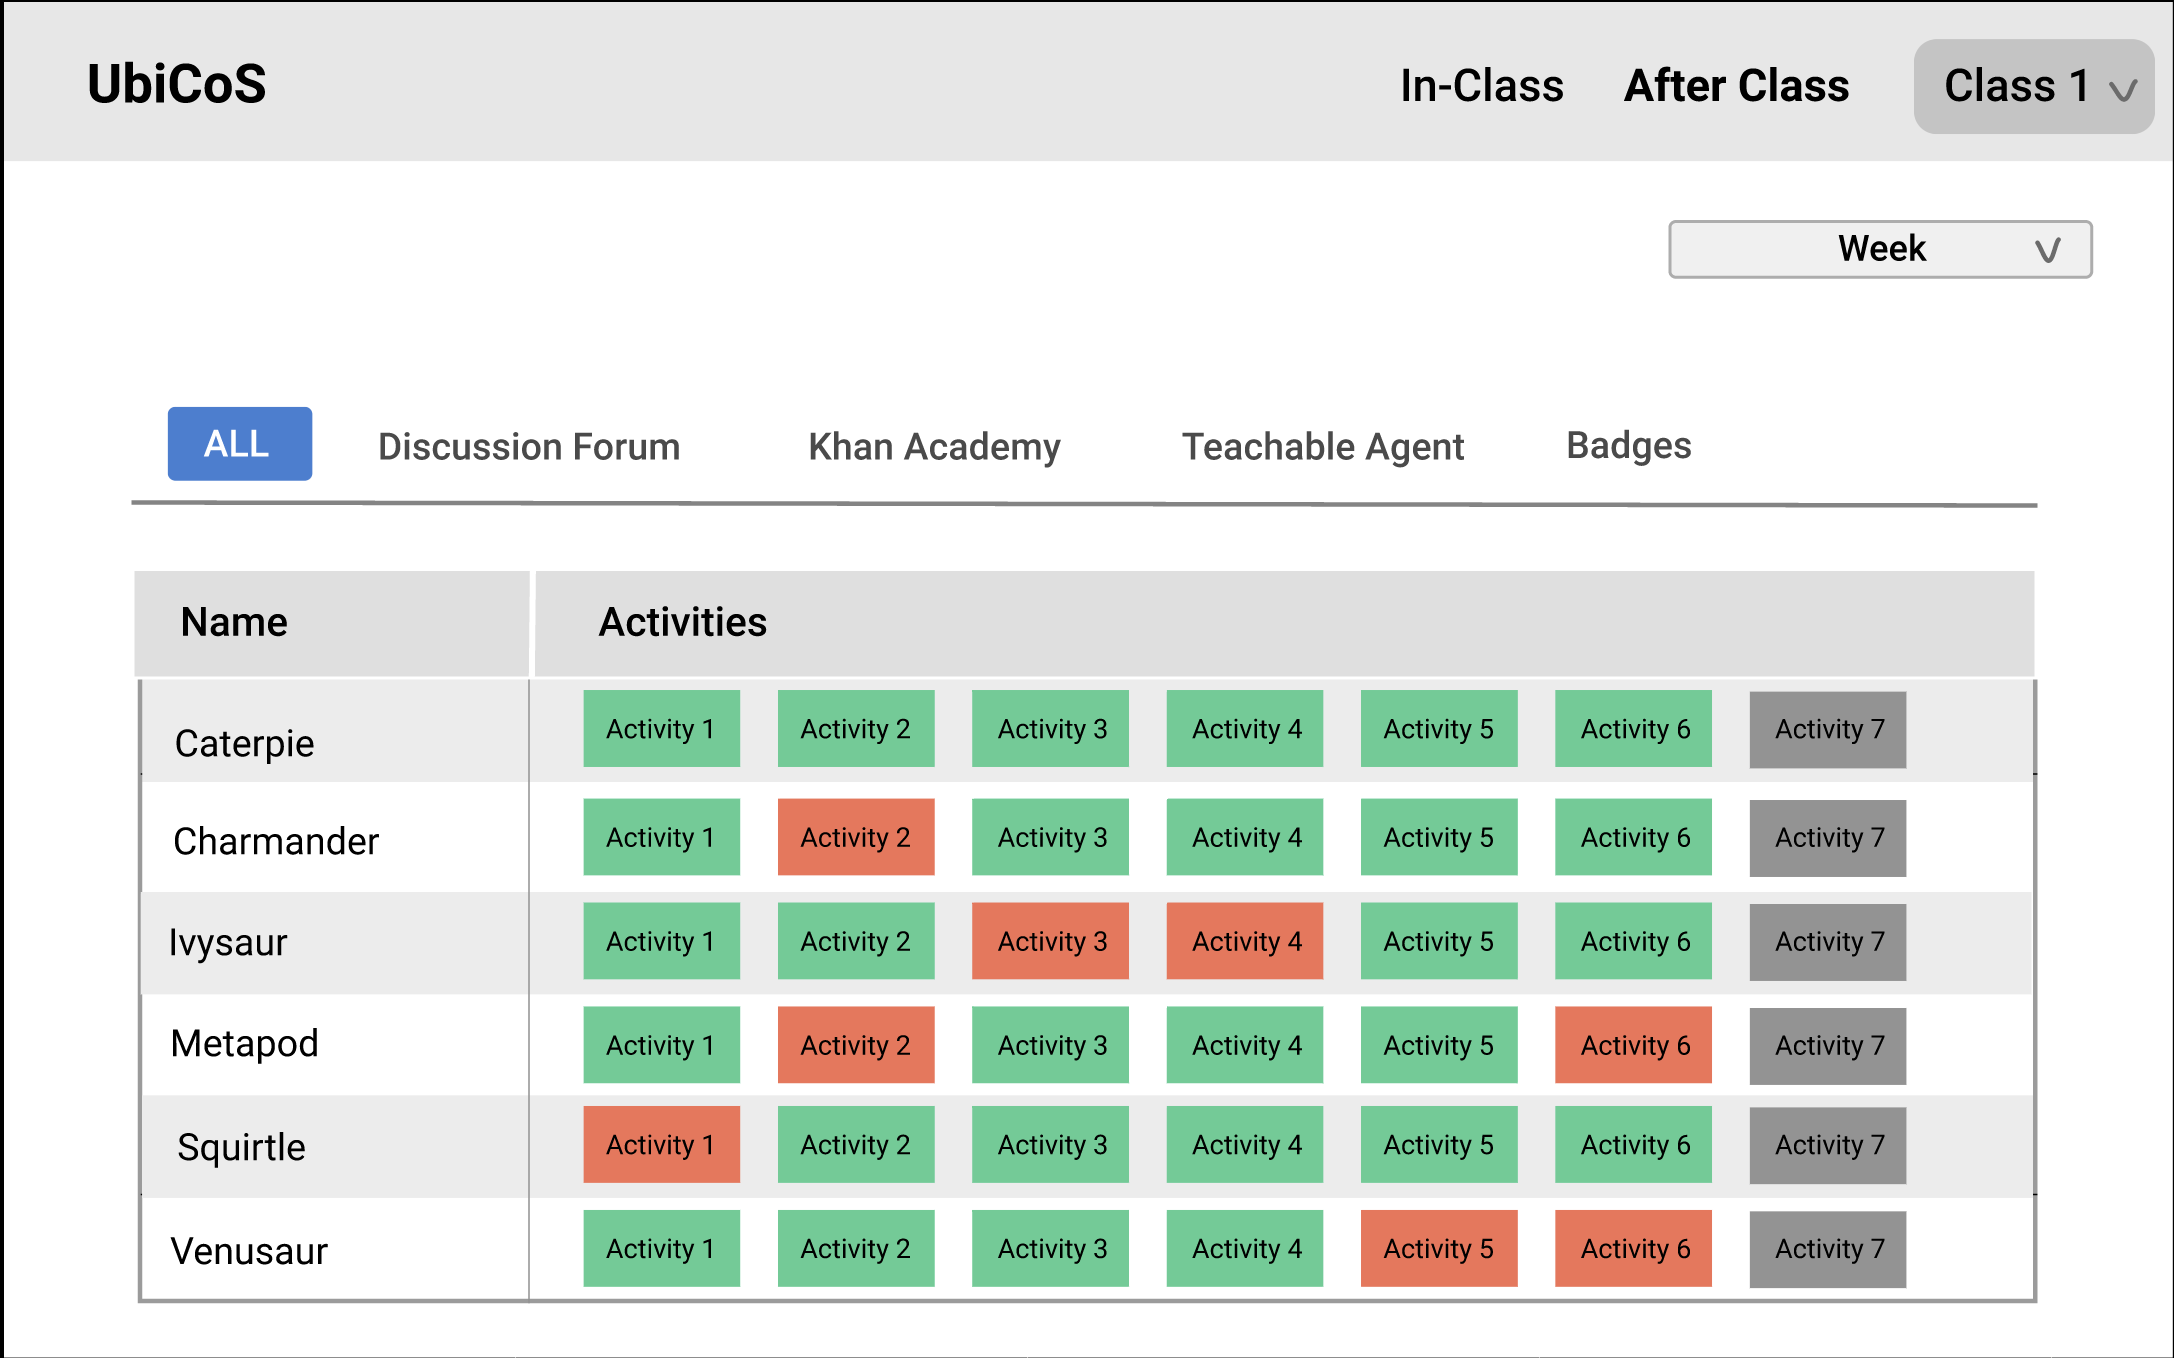 UbiCoS In-Class After Class Class 1
Week
ALL Discussion Forum Khan Academy Teachable Agent Badges
Name Activities
Caterpie Activity 1 Activity 2 Activity 3 Activity 4 Activity 5 Activity 6 Activity 7
Charmander Activity 1 Activity 2 Activity 3 Activity 4 Activity 5 Activity 6 Activity 7
Ivysaur Activity 1 Activity 2 Activity 3 Activity 4 Activity 5 Activity 6 Activity 7
Metapod Activity 1 Activity 2 Activity 3 Activity 4 Activity 5 Activity 6 Activity 7
Squirtle Activity 1 Activity 2 Activity 3 Activity 4 Activity 5 Activity 6 Activity 7
Venusaur Activity 1 Activity 2 Activity 3 Activity 4 Activity 5 Activity 6 Activity 7